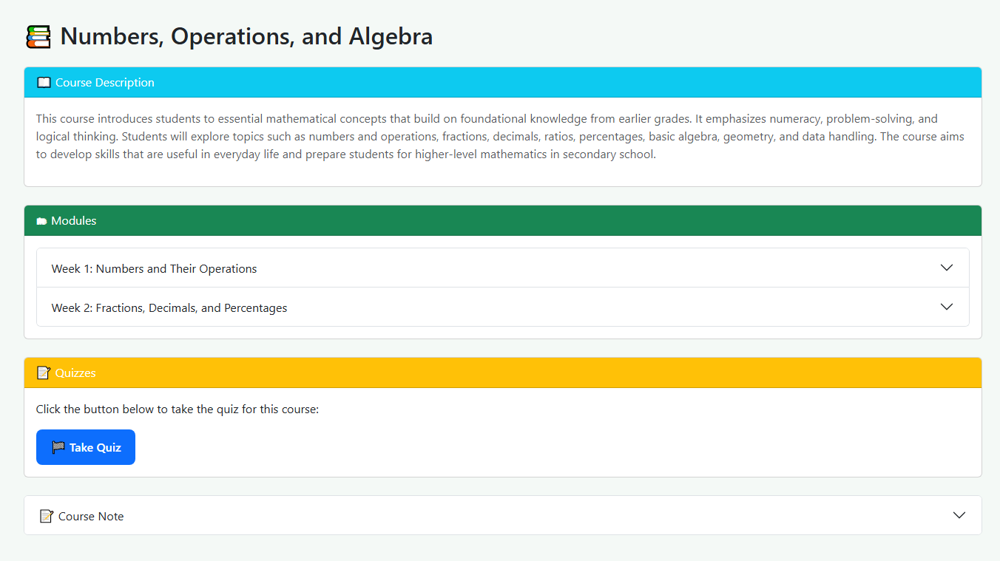 Numbers, Operations, and Algebra
Course Description
This course introduces students to essential mathematical concepts that build on foundational knowledge from earlier grades. It emphasizes numeracy, problem-solving, and
logical thinking. Students will explore topics such as numbers and operations, fractions, decimals, ratios, percentages, basic algebra, geometry, and data handling. The course aims
to develop skills that are useful in everyday life and prepare students for higher-level mathematics in secondary school.
Modules
Week 1: Numbers and Their Operations
Week 2: Fractions, Decimals, and Percentages
Quizzes
Click the button below to take the quiz for this course:
Take Quiz
Course Note